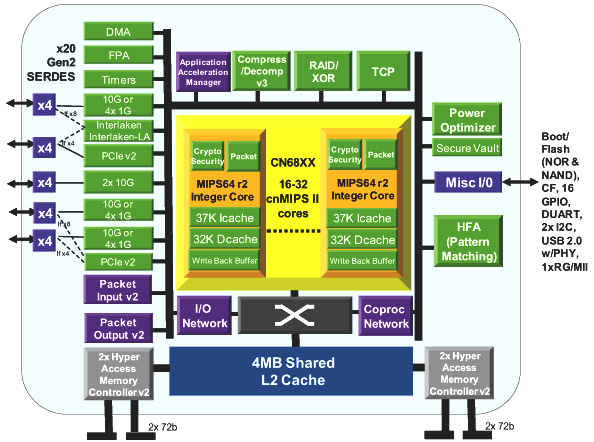 x20
Gen2
SERDES
DMA
FPA
Timers
x4
10G or
4x 1G
If x8
Interlaken
Interlaken-LA
x4
If x4
PCIe v2
x4
2x 10G
x4
10G or
4x 1G
x4
10G or
4x 1G
If x4
PCIe v2
Packet
Input v2
Packet
Output v2
Application
Acceleration
Manager
Compress
/Decomp
v3
RAID/
XOR
TCP
CN68XX
16-32
cnMIPS II
cores
Crypto
Security
Packet
MIPS64 r2
Integer Core
37K Icache
32K Dcache
Write Back Buffer
Crypto
Security
Packet
MIPS64 r2
Integer Core
37K Icache
32K Dcache
Write Back Buffer
Power
Optimizer
Secure Vault
Misc I/0
HFA
(Pattern
Matching)
Boot/
Flash
(NOR &
NAND),
CF, 16
GPIO,
DUART,
2x I2C,
USB 2.0
w/PHY,
1xRG/MII
I/O
Network
Coproc
Network
4MB Shared
L2 Cache
2x Hyper
Access
Memory
Controller v2
2x Hyper
Access
Memory
Controller v2
2x 72b
2x 72b